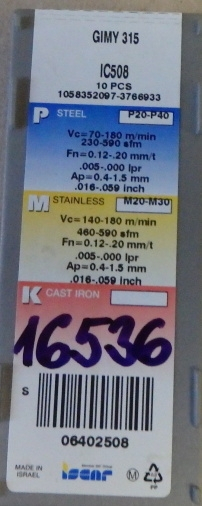 GIMY 315
IC508
10 PCS
1058352097-3766933
P STEEL P20-P40
Vc=70-180 m/min
230-590 sfm
Fn=0.12-.20 mm/t
.005-.000 Ipr
Ap=0.4-1.5 mm
.016-.059 inch
M STAINLESS M20-M30
Vc=140-180 m/min
460-590 sfm
Fn=0.12-.20 mm/t
.005-.000 Ipr
Ap=0.4-1.5 mm
.016-.059 inch
K CAST IRON
16536
S
06402508
MADE IN
ISRAEL
iscar
M
PP